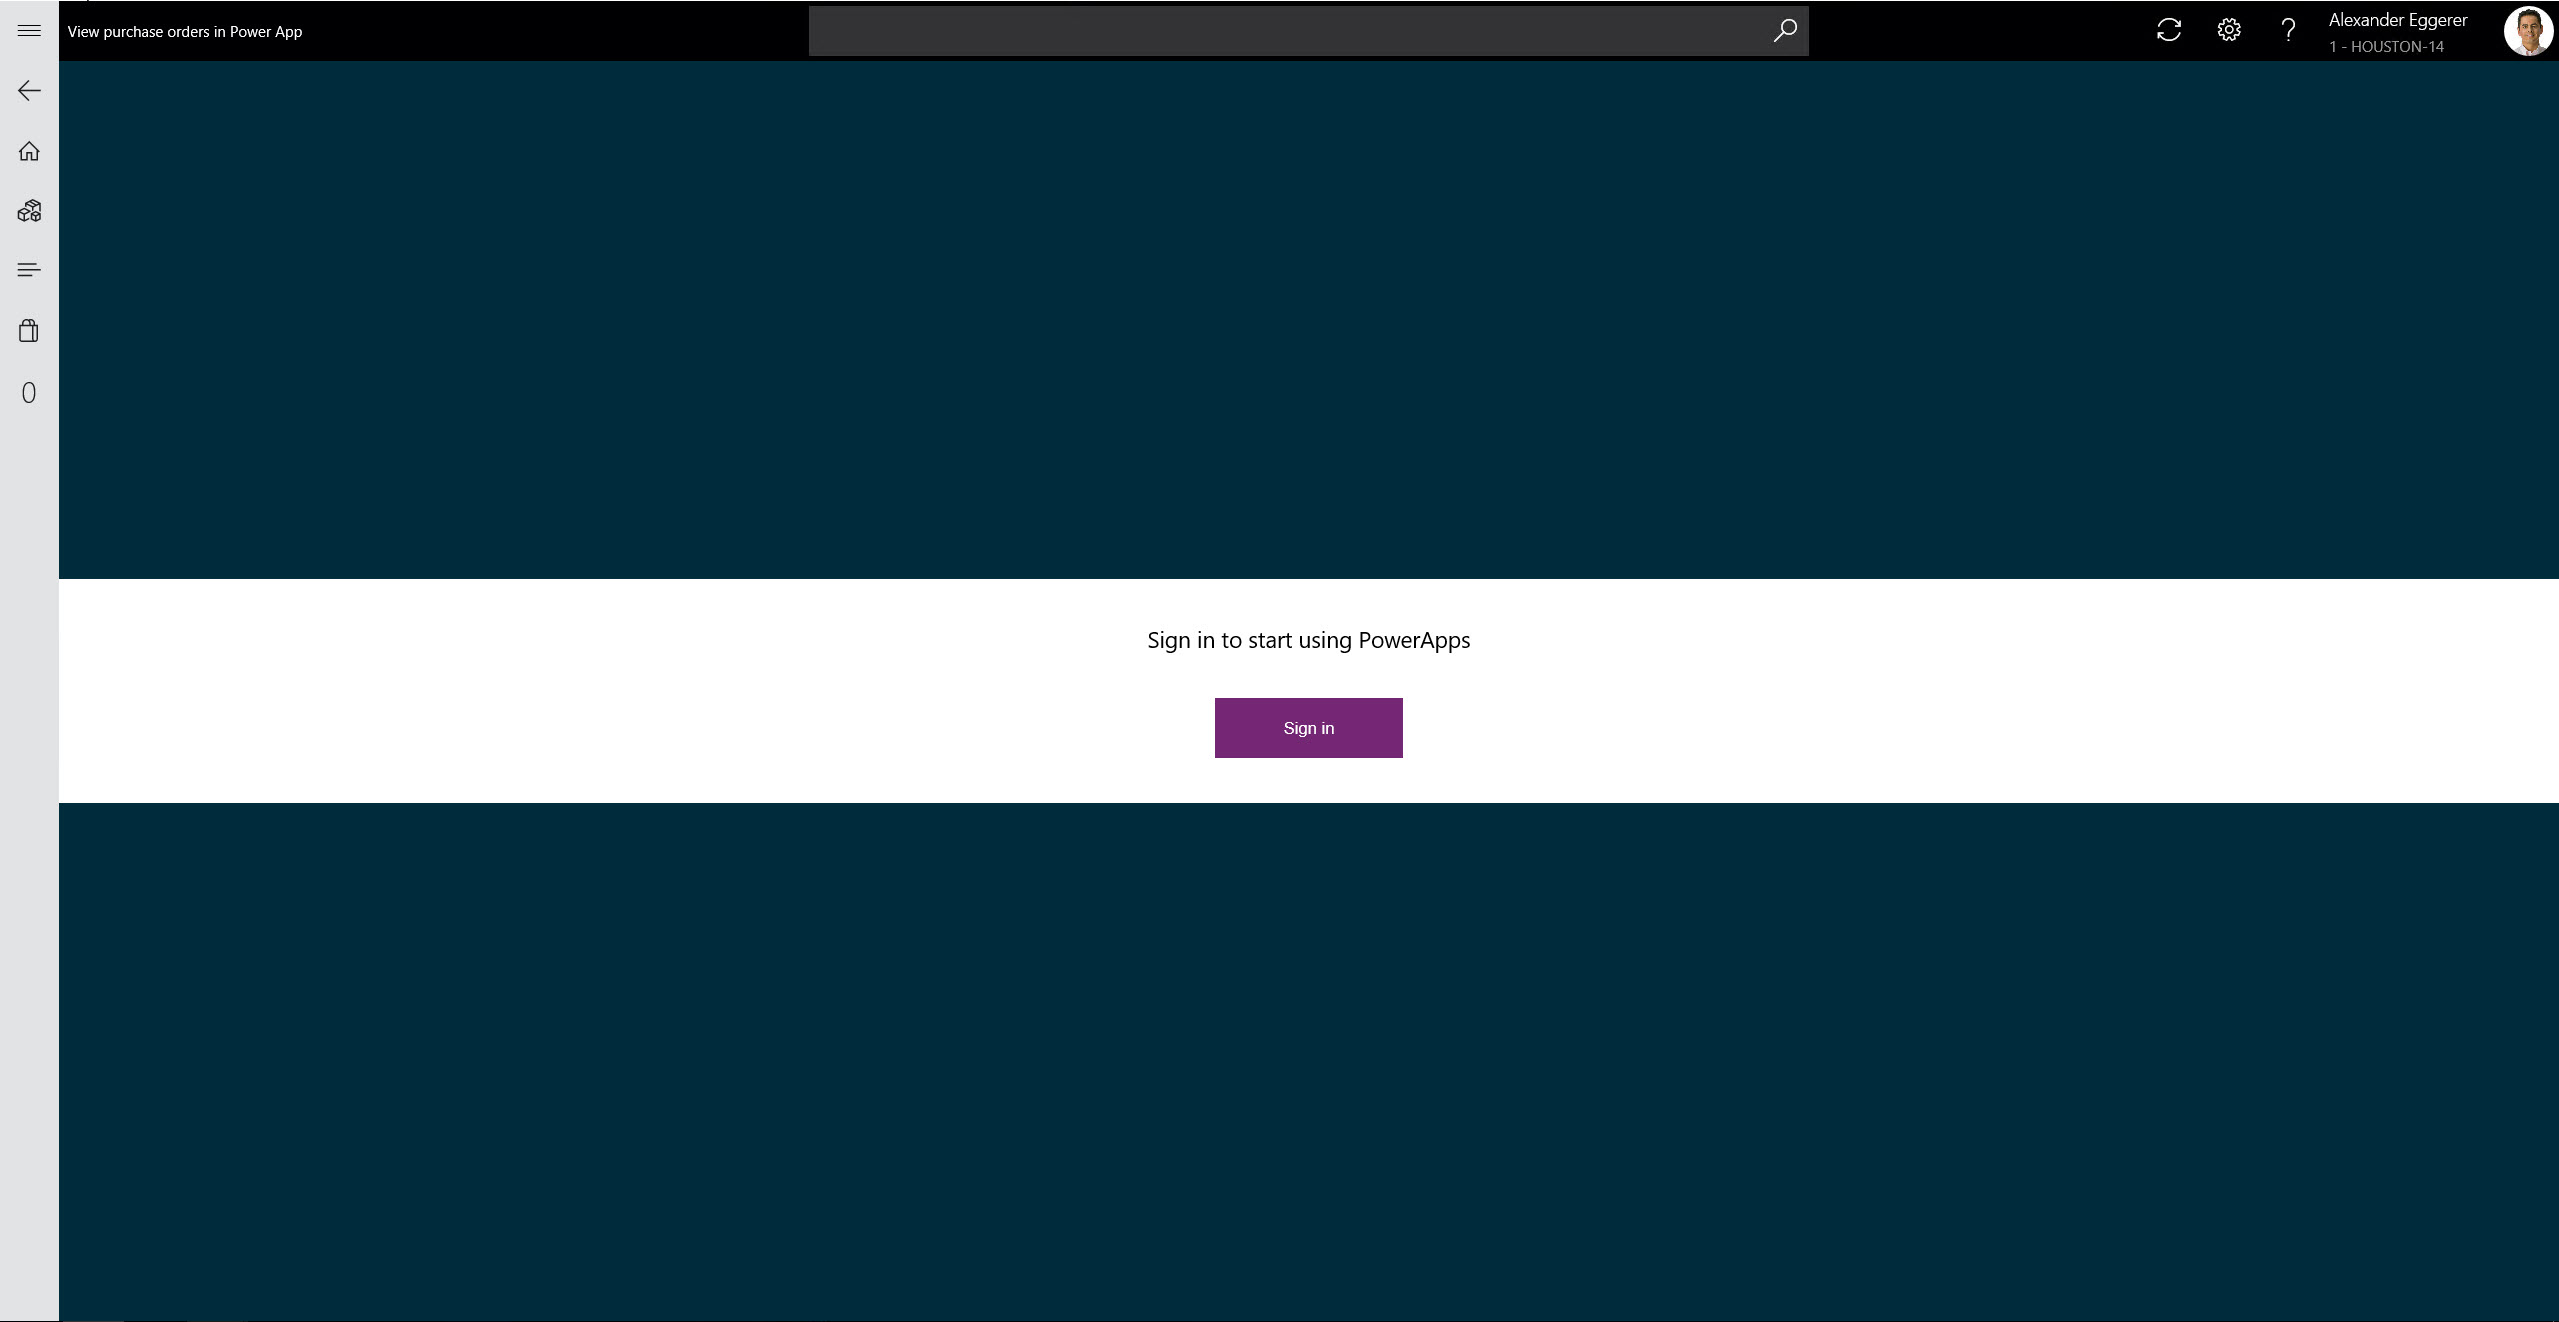 View purchase orders in Power App
Alexander Eggerer
1 - HOUSTON-14
0
Sign in to start using PowerApps
Sign in